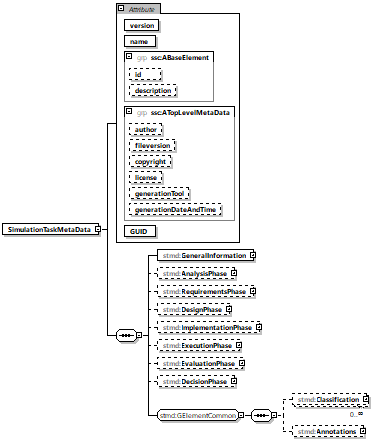 Attribute
version
name
grp ssc:ABaseElement
id
description
grp ssc:ATopLevelMetaData
author
fileversion
copyright
license
generationTool
generationDateAndTime
GUID
SimulationTaskMetaData
stmd:GeneralInformation
stmd:AnalysisPhase
stmd:RequirementsPhase
stmd:DesignPhase
stmd:ImplementationPhase
stmd:ExecutionPhase
stmd:EvaluationPhase
stmd:DecisionPhase
stmd:GElementCommon
stmd:Classification
0..∞
stmd:Annotations